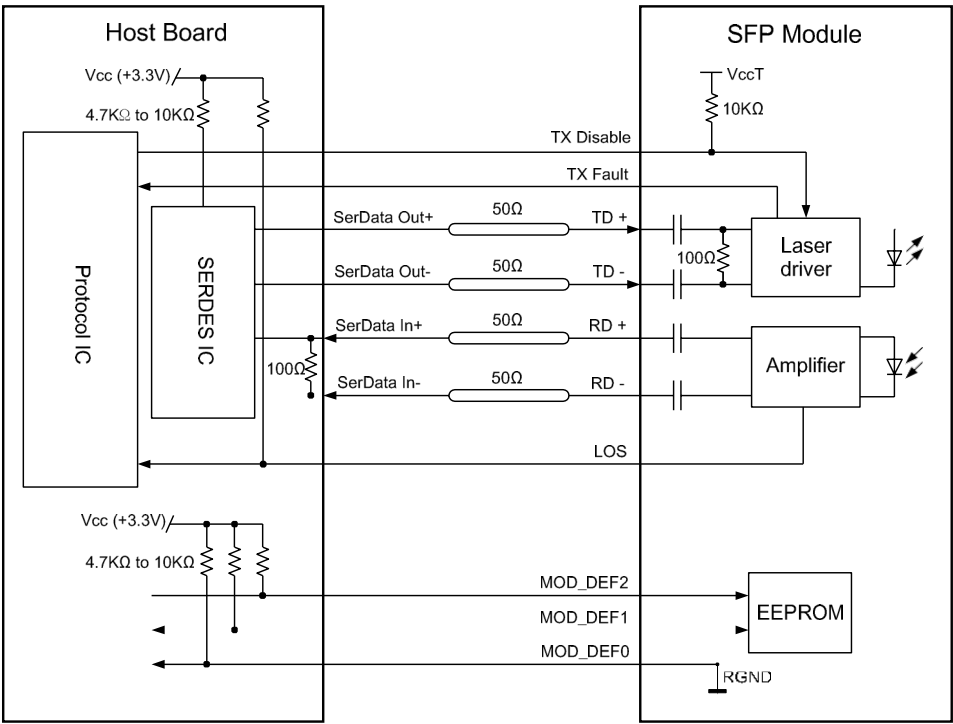 Host Board
SFP Module
Vcc (+3.3V)
VccT
4.7KΩ to 10KΩ
10KΩ
TX Disable
TX Fault
SerData Out+
50Ω
TD +
Protocol IC
SERDES IC
100Ω
Laser
driver
SerData Out-
50Ω
TD -
SerData In+
50Ω
RD +
100Ω
Amplifier
SerData In-
50Ω
RD -
LOS
Vcc (+3.3V)
4.7KΩ to 10KΩ
MOD_DEF2
MOD_DEF1
EEPROM
MOD_DEF0
RGND